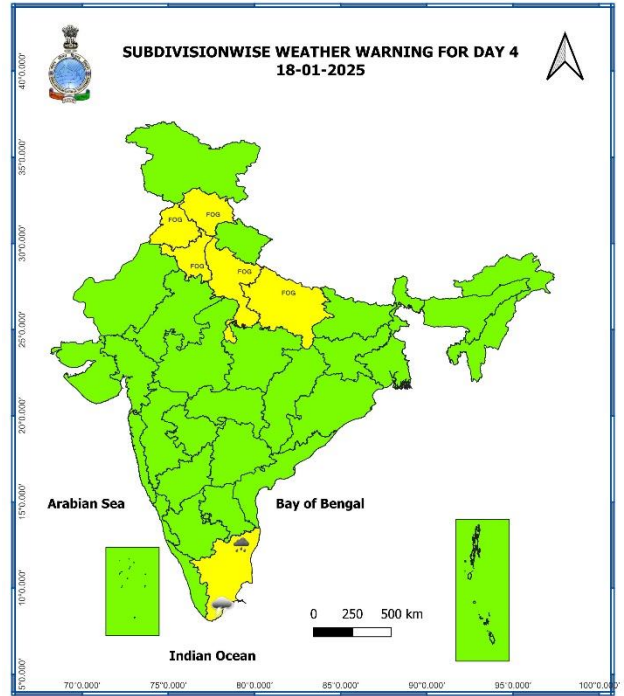 SUBDIVISIONWISE WEATHER WARNING FOR DAY 4
18-01-2025
40°0.000'
35°0.000'
30°0.000'
25°0.000'
20°0.000'
15°0.000'
10°0.000'
5°0.000'
FOG
FOG
FOG
FOG
FOG
Arabian Sea
Bay of Bengal
0 250 500 km
Indian Ocean
70°0.000' 75°0.000' 80°0.000' 85°0.000' 90°0.000' 95°0.000' 100°0.000'